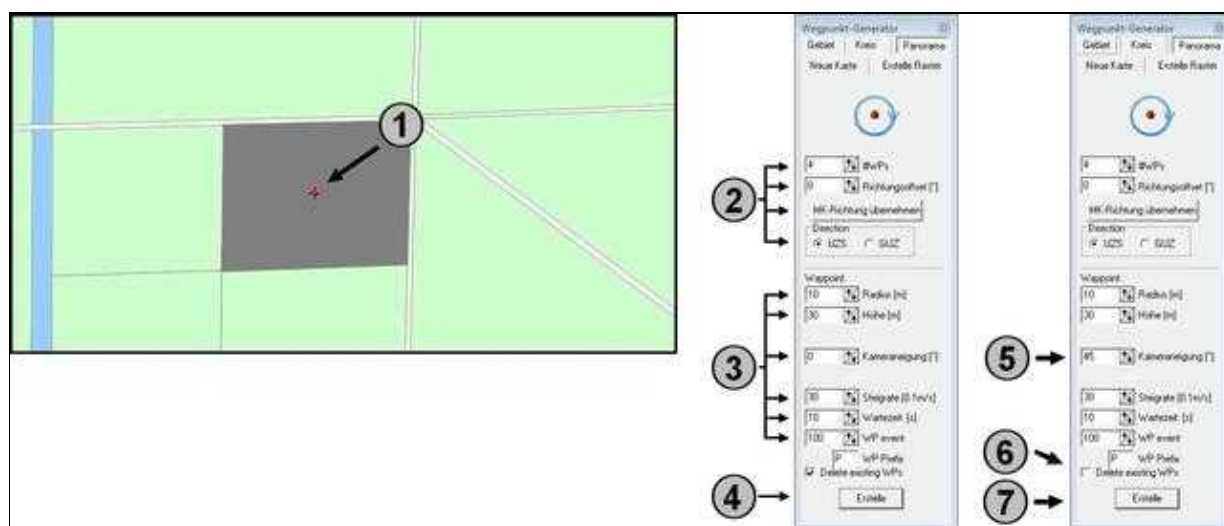 1
2
3
4
Wegpunkt-Generator
Gebiet Kreis Panorama
Neue Karte Erstelle Raster
4 #WPs
0 Richtungsoffset [°]
MK-Richtung übernehmen
Direction
UZS GUZ
Waypoint
10 Radius [m]
30 Höhe [m]
0 Kameraneigung [°]
30 Steigrate [0.1m/s]
10 Wartezeit [s]
100 WP event
P WP Prefix
Delete existing WPs
Erstelle
5
6
7
Wegpunkt-Generator
Gebiet Kreis Panorama
Neue Karte Erstelle Raster
4 #WPs
0 Richtungsoffset [°]
MK-Richtung übernehmen
Direction
UZS GUZ
Waypoint
10 Radius [m]
30 Höhe [m]
45 Kameraneigung [°]
30 Steigrate [0.1m/s]
10 Wartezeit [s]
100 WP event
P WP Prefix
Delete existing WPs
Erstelle